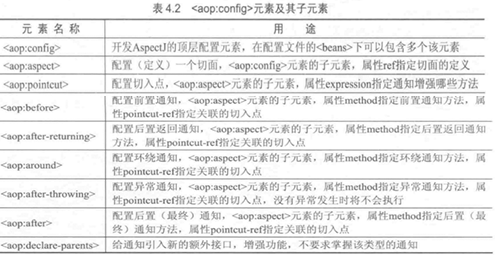 表 4.2 <aop:config>元素及其子元素
元 素 名 称 用 途
<aop:config> 开发AspectJ的顶层配置元素，在配置文件的<beans>下可以包含多个该元素
<aop:aspect> 配置（定义）一个切面，<aop:config>元素的子元素，属性ref指定切面的定义
<aop:pointcut> 配置切入点，<aop:aspect>元素的子元素，属性expression指定通知增强哪些方法
<aop:before> 配置前置通知，<aop:aspect>元素的子元素，属性method指定前置通知方法，属
性pointcut-ref指定关联的切入点
<aop:after-returning> 配置后置返回通知，<aop:aspect>元素的子元素，属性method指定后置返回通知
方法，属性pointcut-ref指定关联的切入点
<aop:around> 配置环绕通知，<aop:aspect>元素的子元素，属性method指定环绕通知方法，属
性pointcut-ref指定关联的切入点
<aop:after-throwing> 配置异常通知，<aop:aspect>元素的子元素，属性method指定异常通知方法，属
性pointcut-ref指定关联的切入点，没有异常发生时将不会执行
<aop:after> 配置后置（最终）通知，<aop:aspect>元素的子元素，属性method指定后置（最
终）通知方法，属性pointcut-ref指定关联的切入点
<aop:declare-parents> 给通知引入新的额外接口，增强功能，不要求掌握该类型的通知